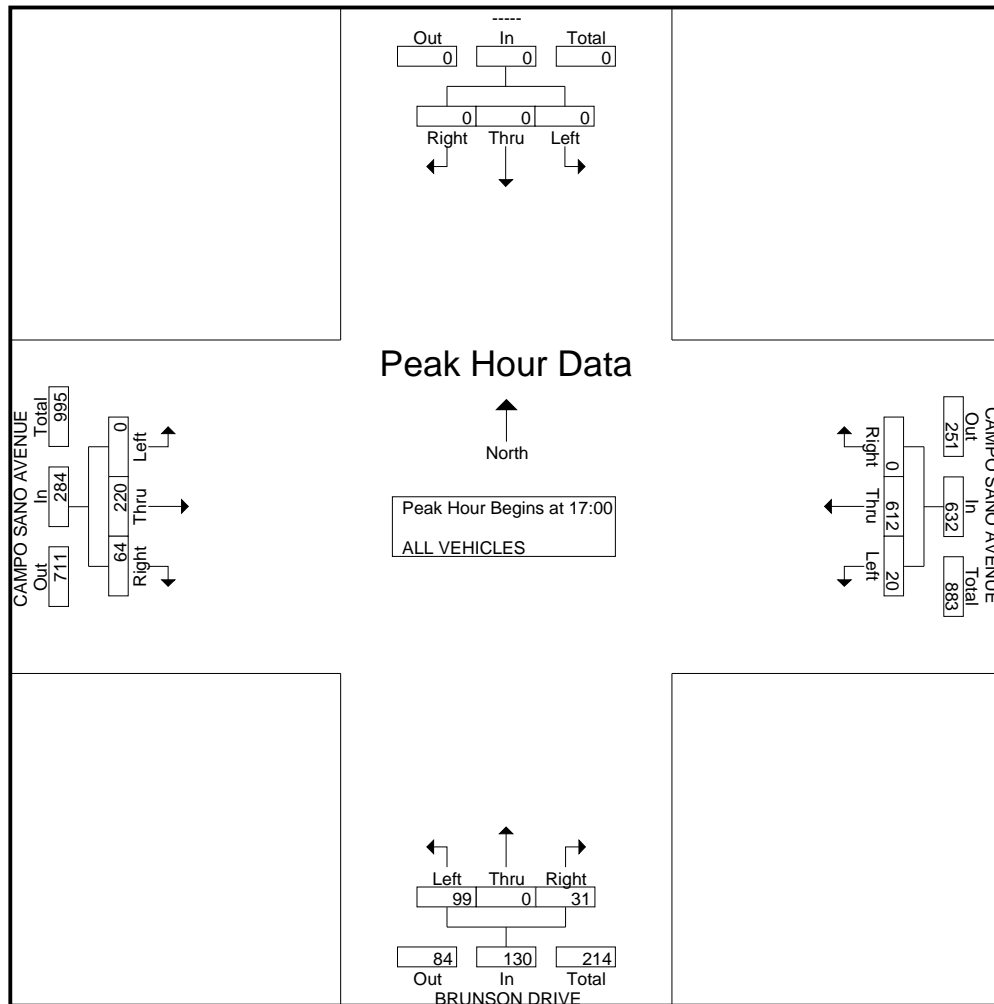 -----
Out In Total
0 0 0
0 0 0
Right Thru Left
Peak Hour Data
North
Peak Hour Begins at 17:00
ALL VEHICLES
CAMPO SANO AVENUE
Out In Total
711 284 995
0 220 64
Left Thru Right
CAMPO SANO AVENUE
Out In Total
251 632 883
0 612 20
Right Thru Left
Left Thru Right
99 0 31
84 130 214
Out In Total
BRUNSON DRIVE